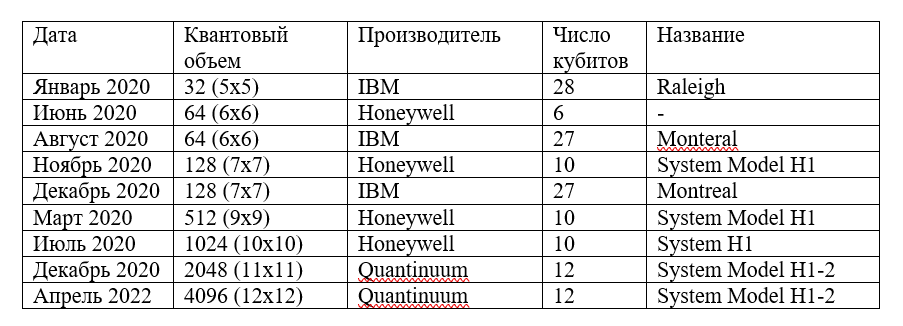 Дата Квантовый объем Производитель Число кубитов Название
Январь 2020 32 (5x5) IBM 28 Raleigh
Июнь 2020 64 (6x6) Honeywell 6 -
Август 2020 64 (6x6) IBM 27 Monteral
Ноябрь 2020 128 (7x7) Honeywell 10 System Model H1
Декабрь 2020 128 (7x7) IBM 27 Montreal
Март 2020 512 (9x9) Honeywell 10 System Model H1
Июль 2020 1024 (10x10) Honeywell 10 System H1
Декабрь 2020 2048 (11x11) Quantinuum 12 System Model H1-2
Апрель 2022 4096 (12x12) Quantinuum 12 System Model H1-2